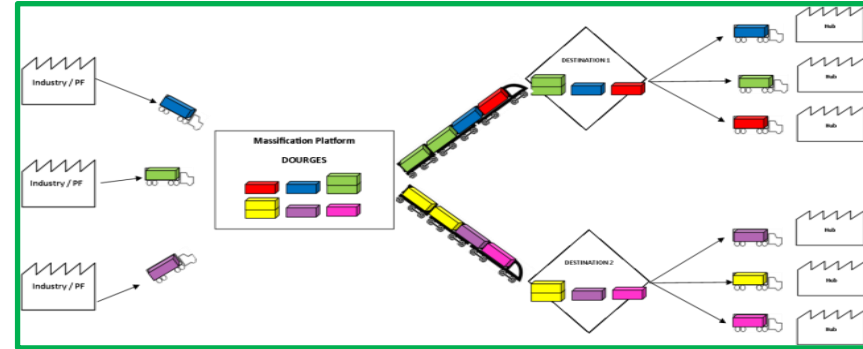 Industry / PF
Industry / PF
Industry / PF
Massification Platform
DOURGES
DESTINATION 1
DESTINATION 2
Hub
Hub
Hub
Hub
Hub
Hub